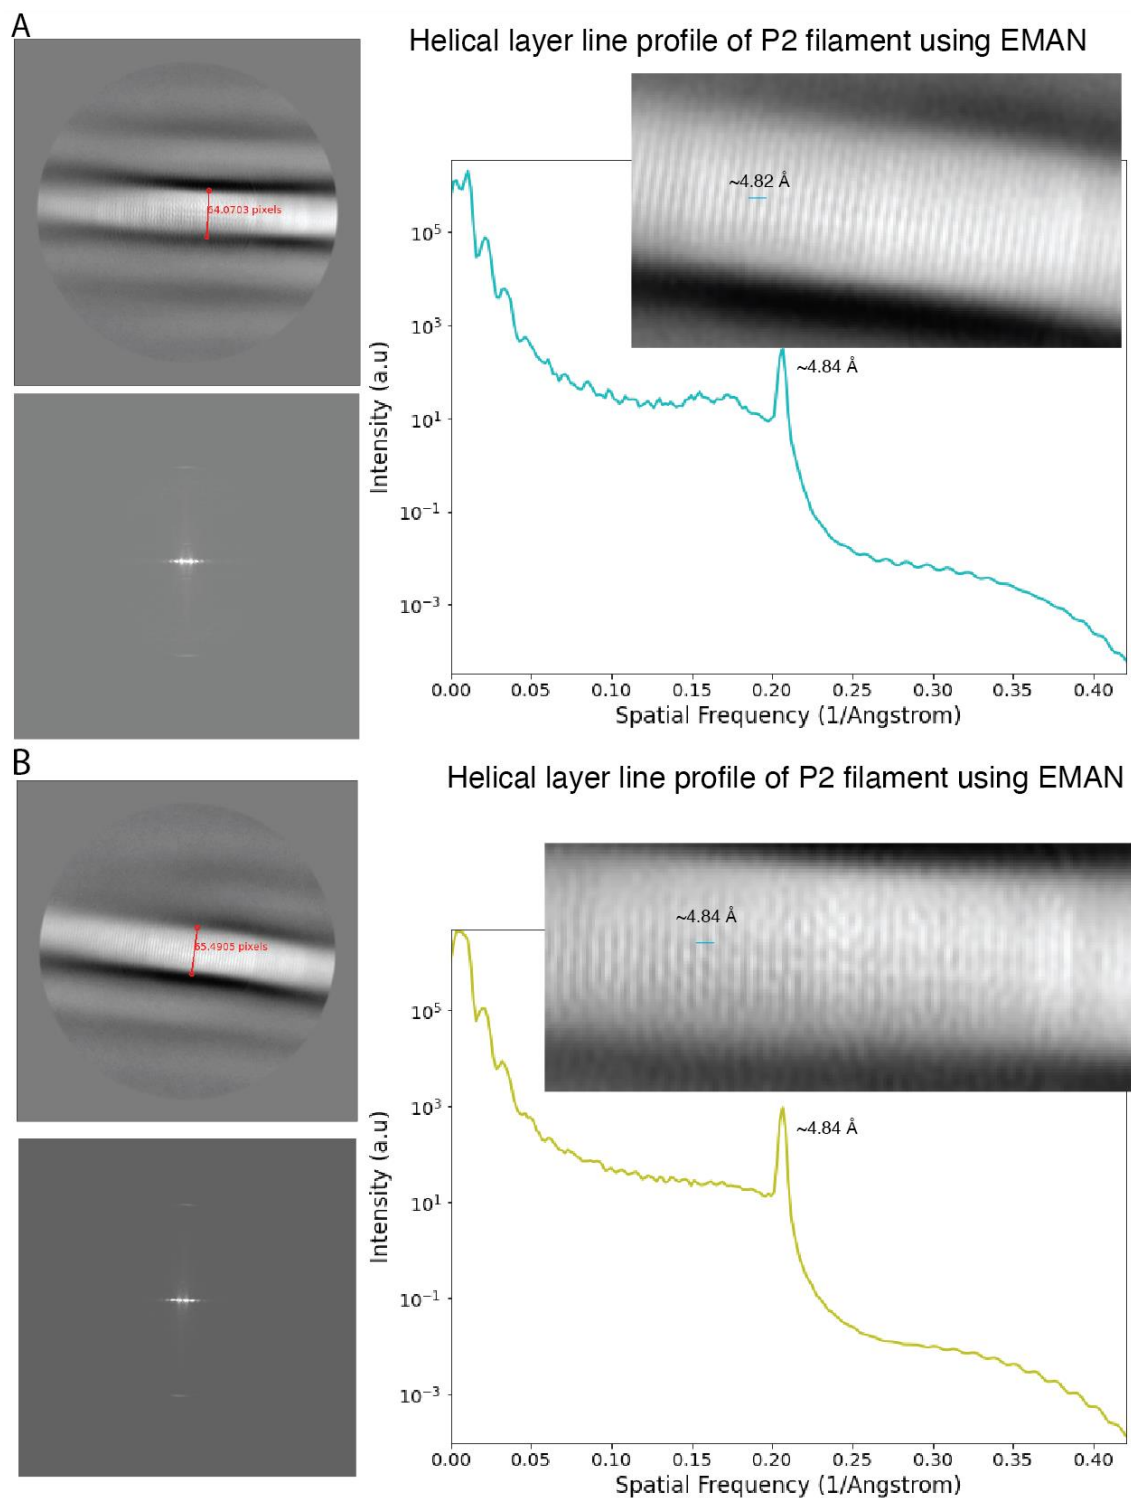 A
Helical layer line profile of P2 filament using EMAN
64.0703 pixels
~4.82 Å
~4.84 Å
Intensity (a.u)
10^5
10^3
10^1
10^-1
10^-3
0.00 0.05 0.10 0.15 0.20 0.25 0.30 0.35 0.40
Spatial Frequency (1/Angstrom)
B
Helical layer line profile of P2 filament using EMAN
65.4905 pixels
~4.84 Å
~4.84 Å
Intensity (a.u)
10^5
10^3
10^1
10^-1
10^-3
0.00 0.05 0.10 0.15 0.20 0.25 0.30 0.35 0.40
Spatial Frequency (1/Angstrom)